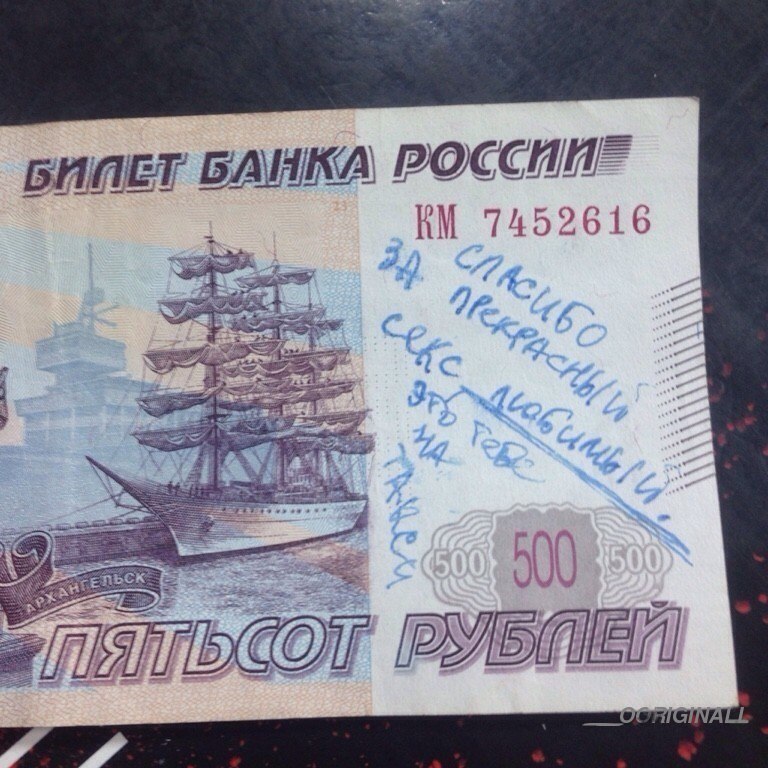 БИЛЕТ БАНКА РОССИИ
КМ 7452616
СПАСИБО
ЗА ПРЕКРАСНЫЙ
СЕКС ЛЮБИМЫЙ.
ЭТО ТЕБЕ
НА
ТАКСИ
500 500 500
АРХАНГЕЛЬСК
ПЯТЬСОТ РУБЛЕЙ
__OORIGINALL